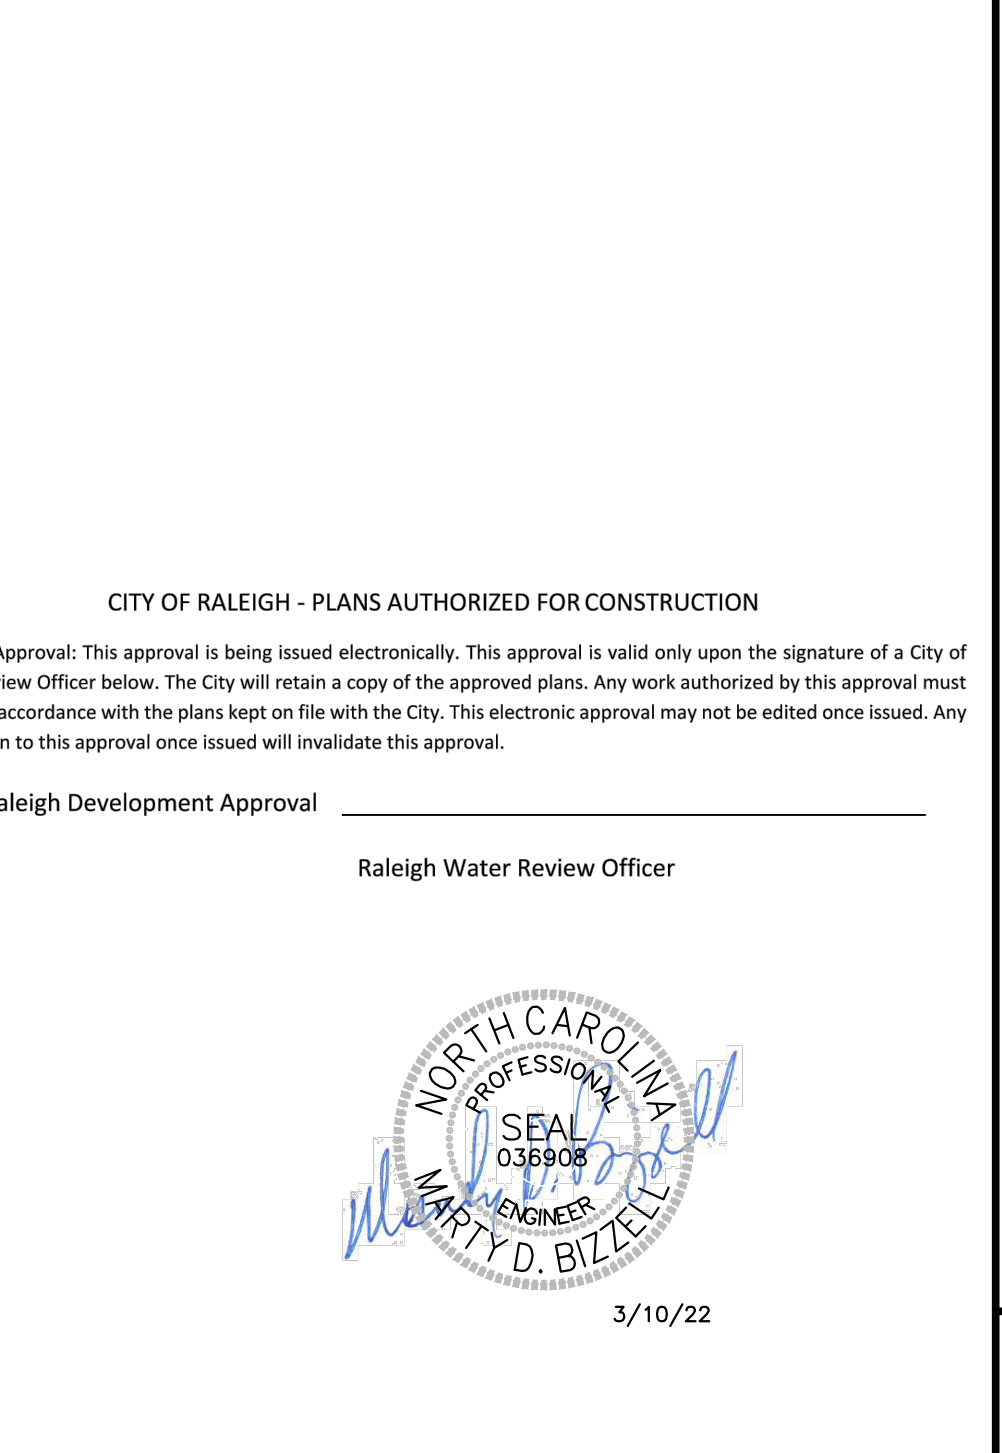 CITY OF RALEIGH - PLANS AUTHORIZED FOR CONSTRUCTION
Approval: This approval is being issued electronically. This approval is valid only upon the signature of a City of
iew Officer below. The City will retain a copy of the approved plans. Any work authorized by this approval must
accordance with the plans kept on file with the City. This electronic approval may not be edited once issued. Any
n to this approval once issued will invalidate this approval.
aleigh Development Approval
Raleigh Water Review Officer
NORTH CAROLINA
PROFESSIONAL
SEAL
036908
ENGINEER
MARTY D. BIZZELL
3/10/22